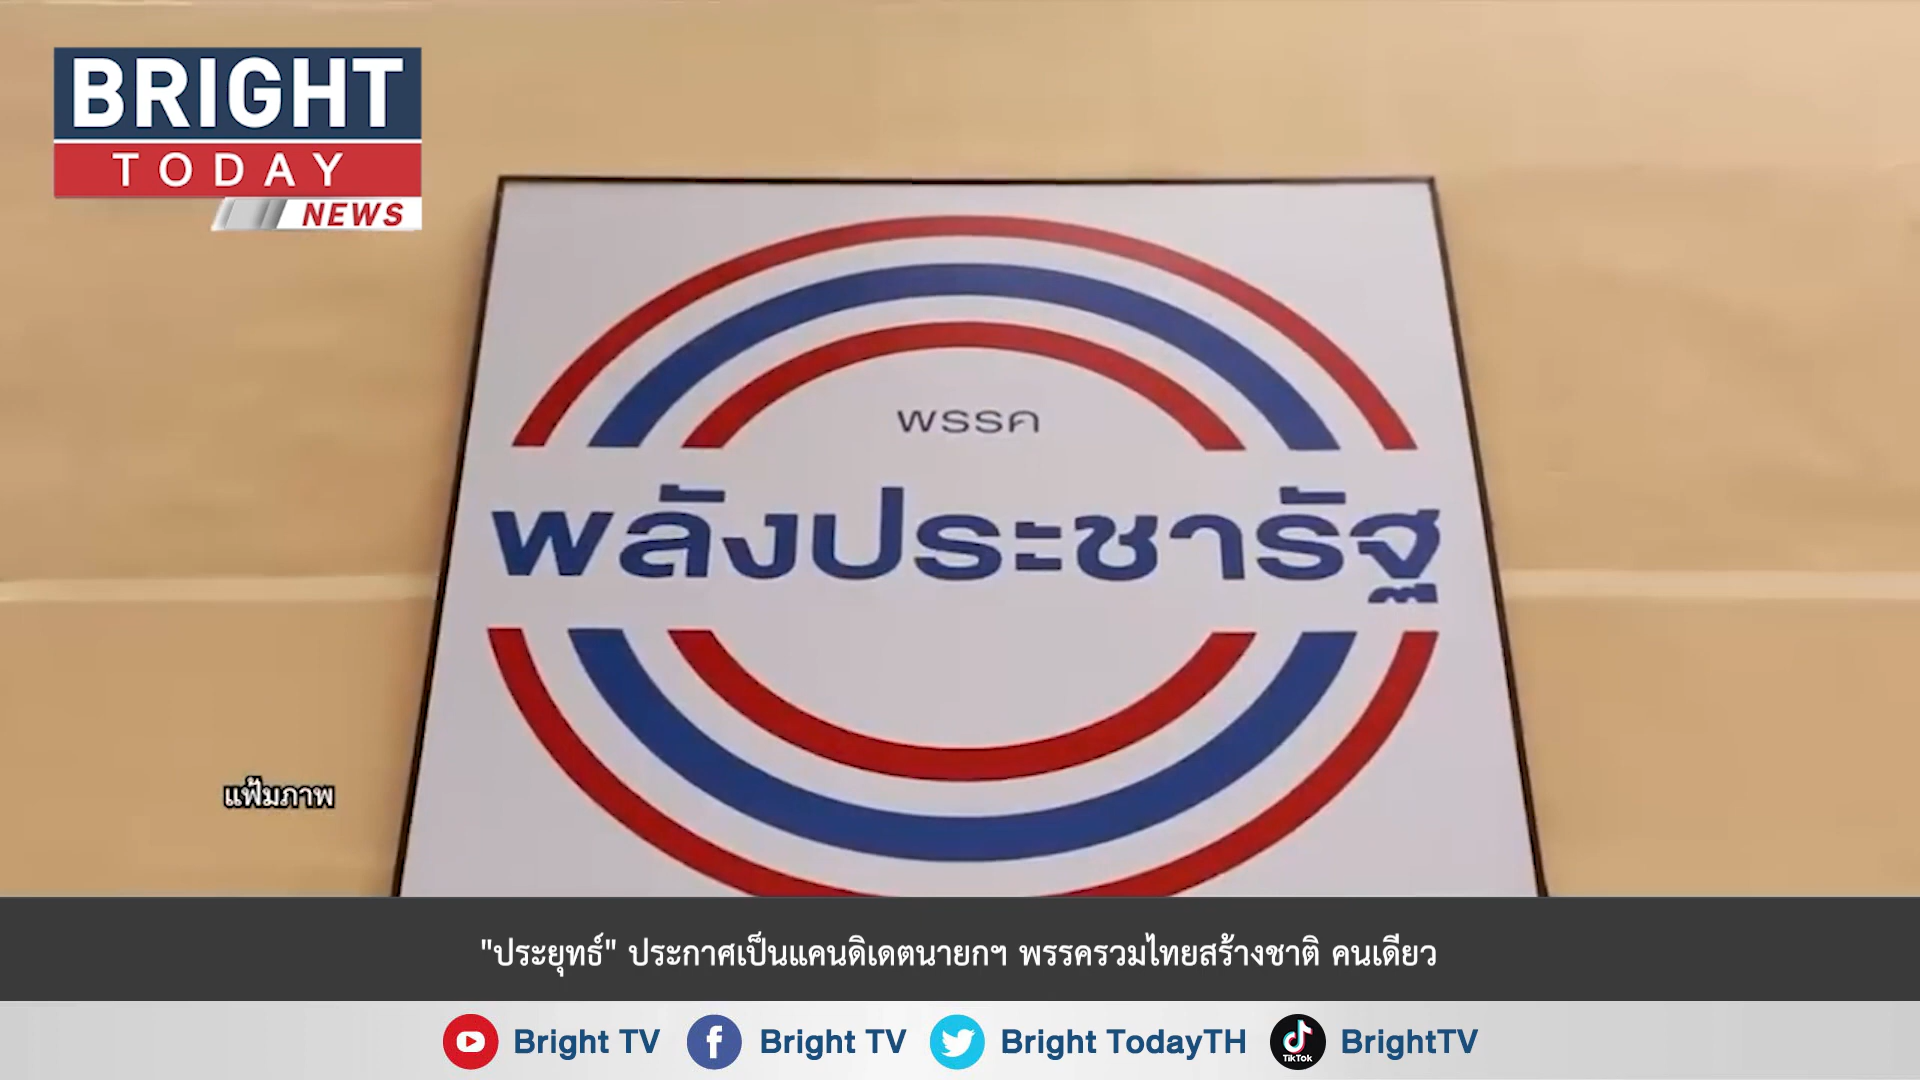 BRIGHT
TODAY
NEWS
พรรค
พลังประชารัฐ
แฟ้มภาพ
"ประยุทธ์" ประกาศเป็นแคนดิเดตนายกฯ พรรครวมไทยสร้างชาติ คนเดียว
Bright TV Bright TV Bright TodayTH TikTok BrightTV